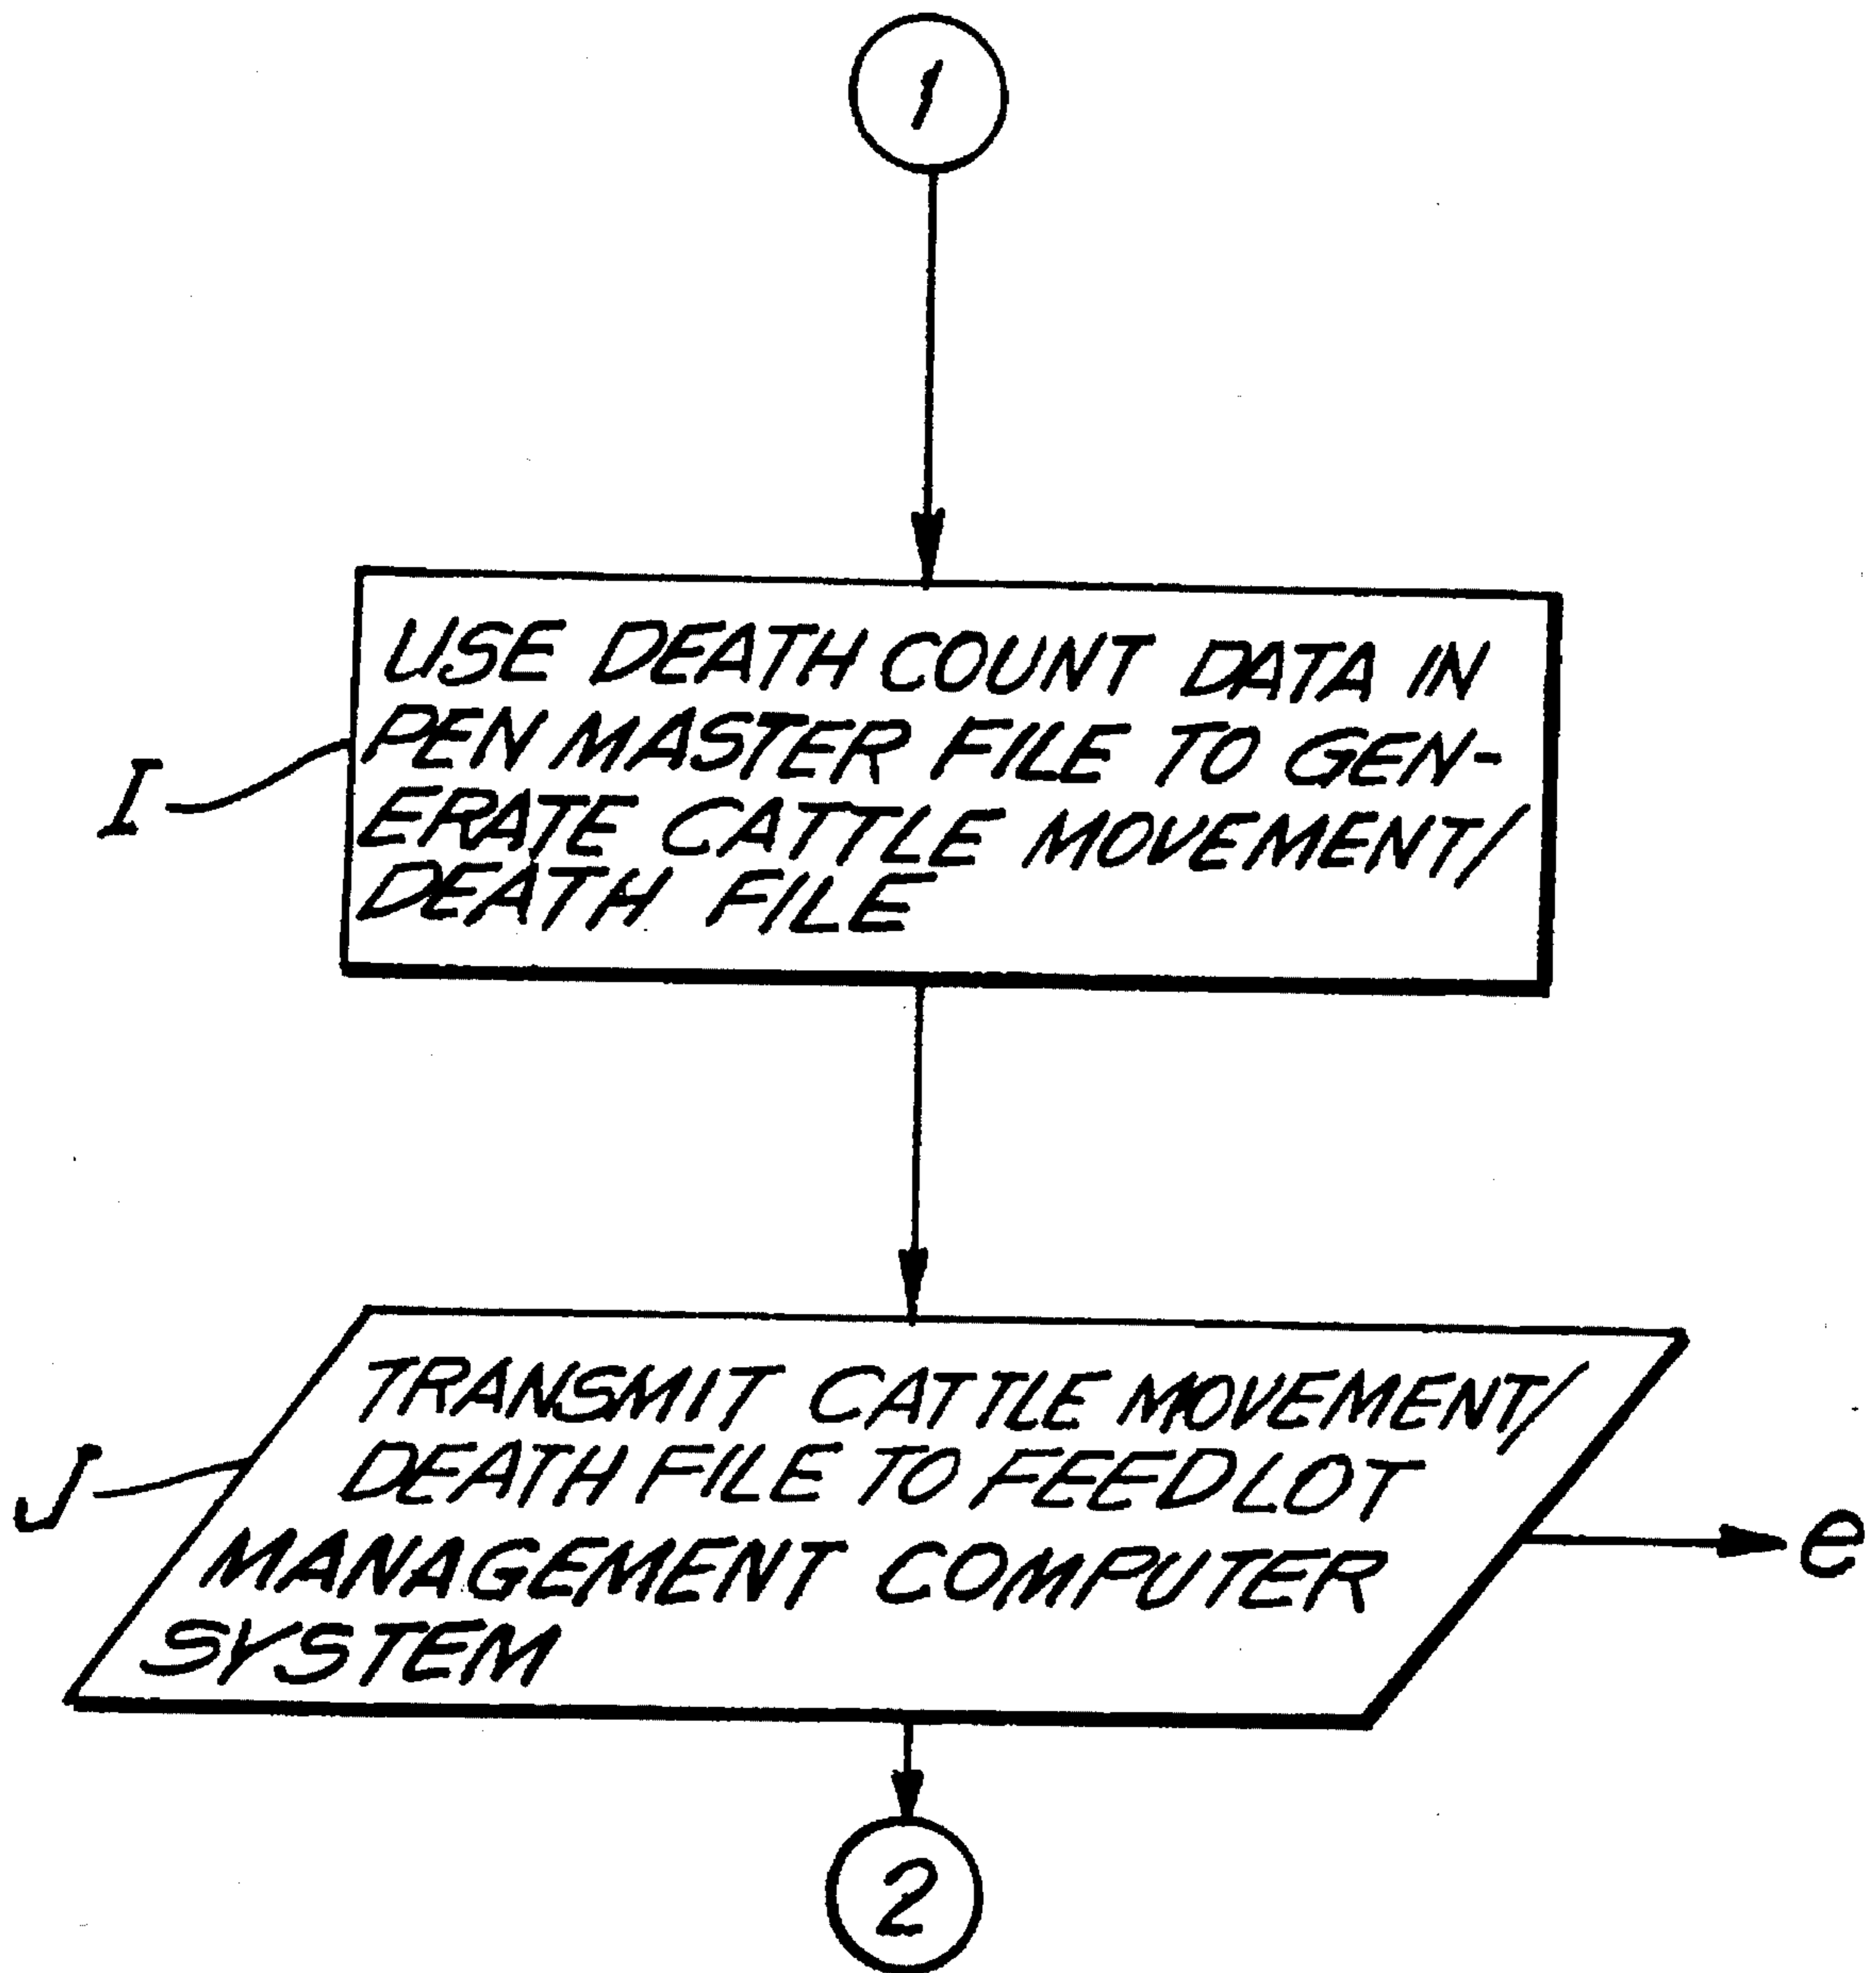 1
USE DEATH COUNT DATA IN
PEN MASTER FILE TO GEN-
ERATE CATTLE MOVEMENT/
DEATH FILE
I
TRANSMIT CATTLE MOVEMENT/
DEATH FILE TO FEEDLOT
MANAGEMENT COMPUTER
SYSTEM
J
e
2